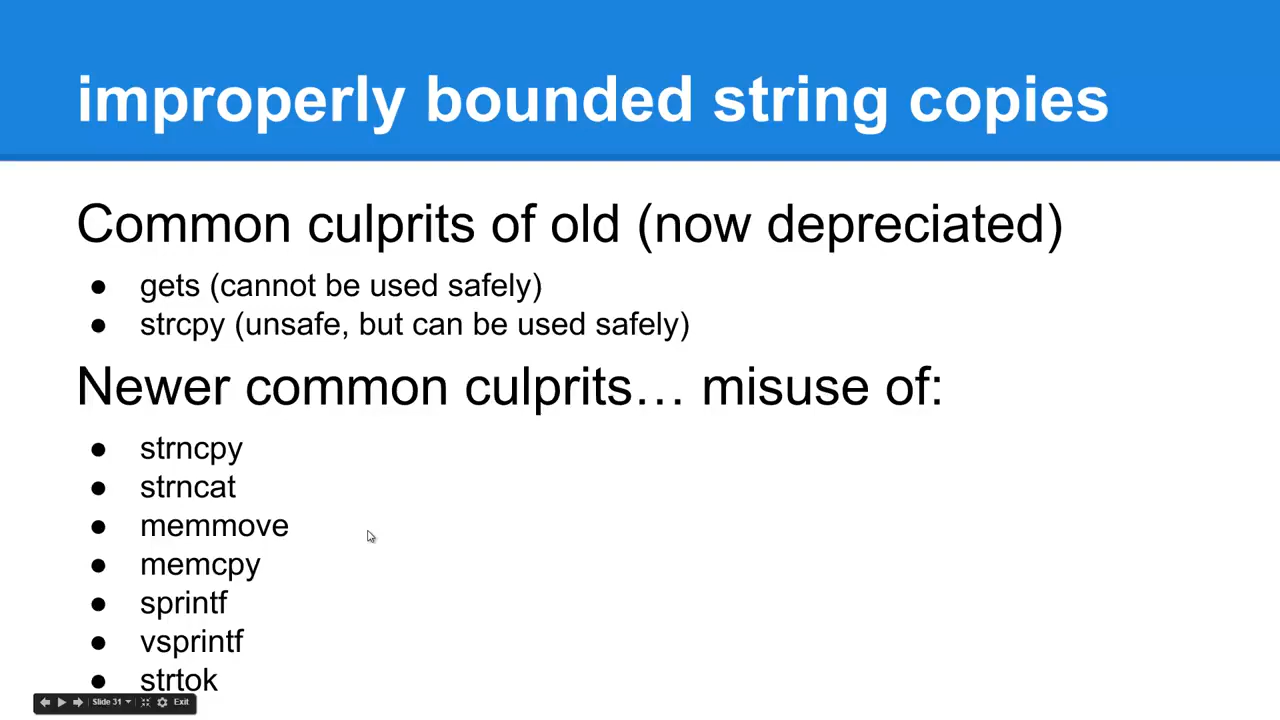 improperly bounded string copies
Common culprits of old (now depreciated)
● gets (cannot be used safely)
● strcpy (unsafe, but can be used safely)
Newer common culprits… misuse of:
● strncpy
● strncat
● memmove
● memcpy
● sprintf
● vsprintf
● strtok
Slide 31 Exit